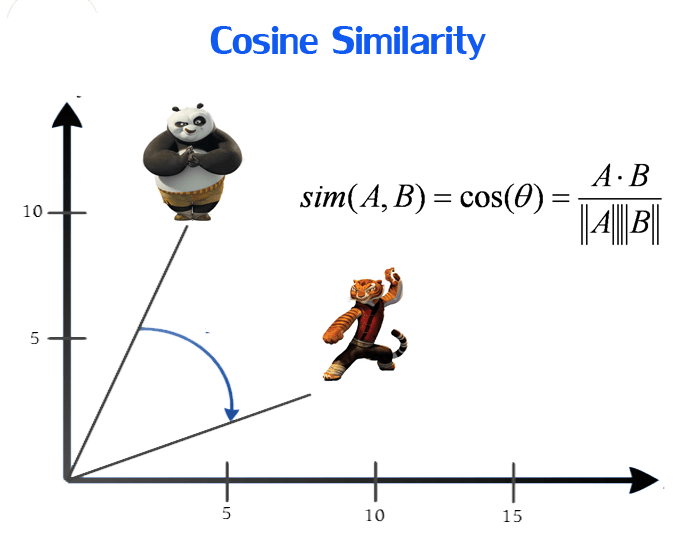 Cosine Similarity
10
sim(A, B) = cos(θ) = A · B / ||A||||B||
5
5
10
15